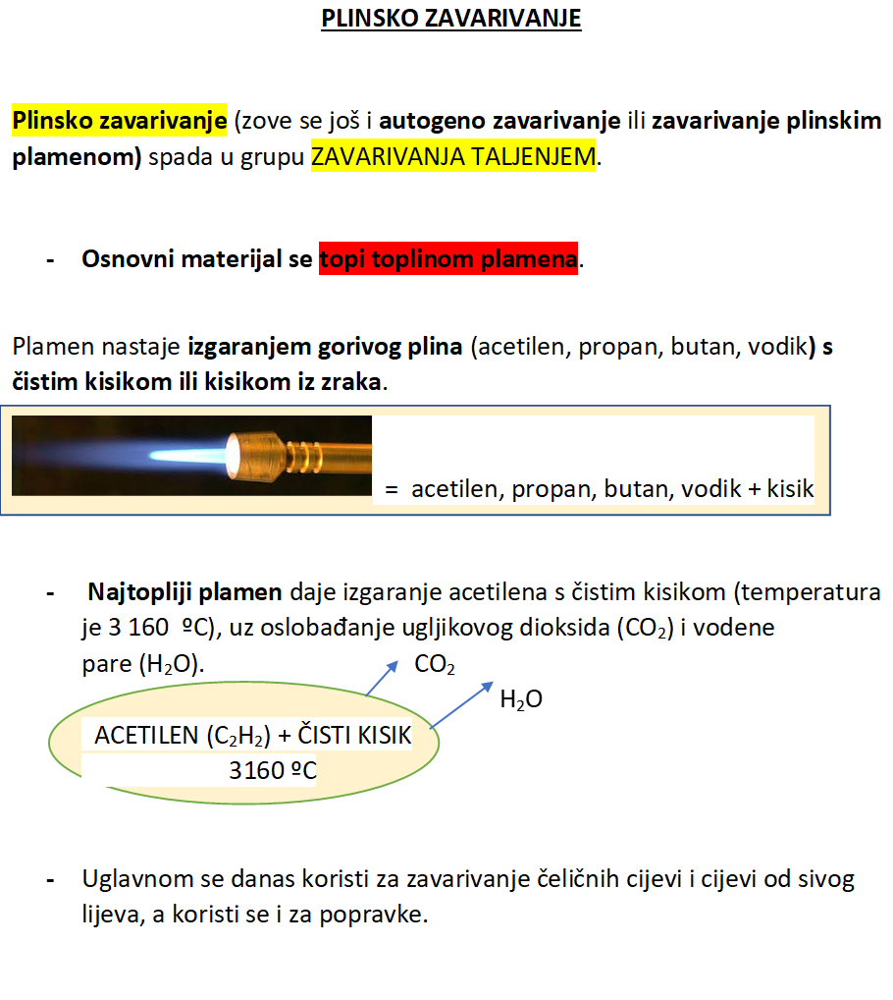 PLINSKO ZAVARIVANJE
Plinsko zavarivanje (zove se još i autogeno zavarivanje ili zavarivanje plinskim
plamenom) spada u grupu ZAVARIVANJA TALJENJEM.
- Osnovni materijal se topi toplinom plamena.
Plamen nastaje izgaranjem gorivog plina (acetilen, propan, butan, vodik) s
čistim kisikom ili kisikom iz zraka.
= acetilen, propan, butan, vodik + kisik
- Najtopliji plamen daje izgaranje acetilena s čistim kisikom (temperatura
je 3 160 ºC), uz oslobađanje ugljikovog dioksida (CO₂) i vodene
pare (H₂O). CO₂
H₂O
ACETILEN (C₂H₂) + ČISTI KISIK
3160 ºC
- Uglavnom se danas koristi za zavarivanje čeličnih cijevi i cijevi od sivog
lijeva, a koristi se i za popravke.